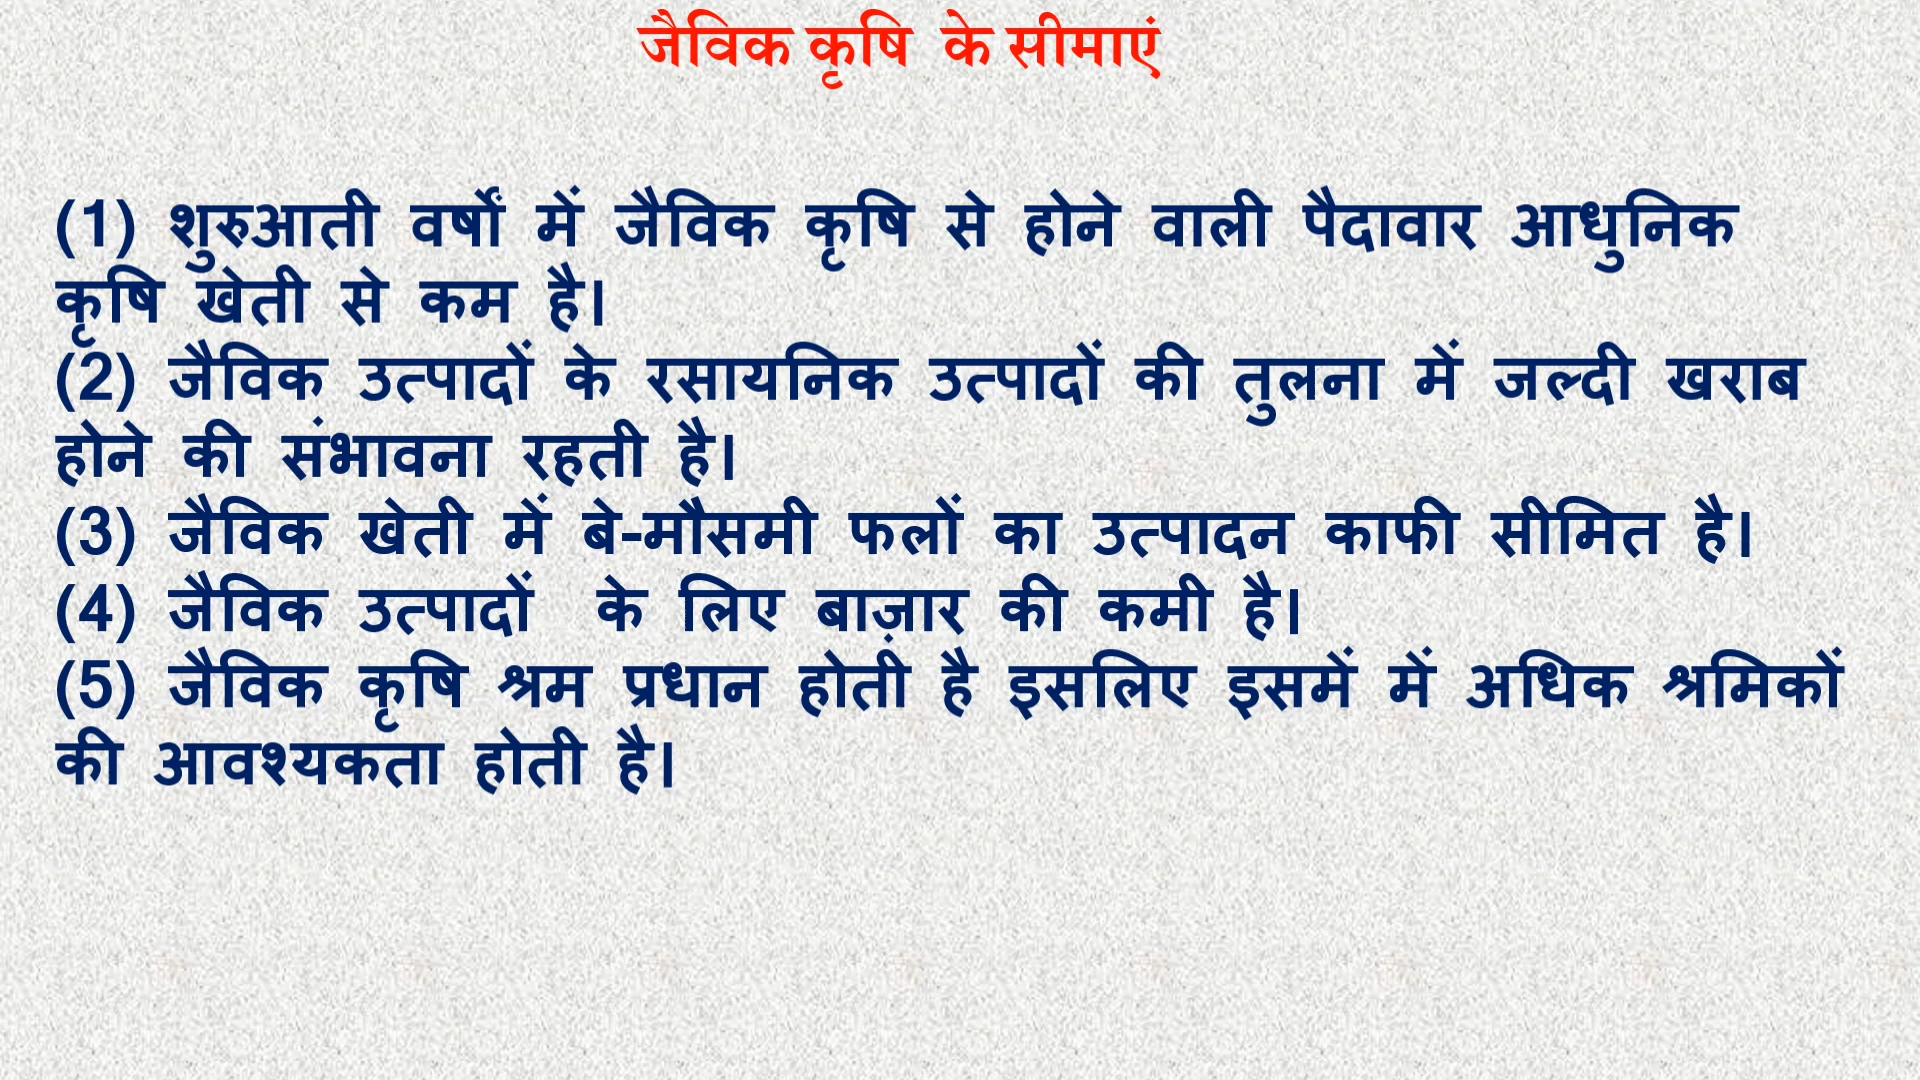 जैविक कृषि के सीमाएं
(1) शुरुआती वर्षों में जैविक कृषि से होने वाली पैदावार आधुनिक
कृषि खेती से कम है।
(2) जैविक उत्पादों के रसायनिक उत्पादों की तुलना में जल्दी खराब
होने की संभावना रहती है।
(3) जैविक खेती में बे-मौसमी फलों का उत्पादन काफी सीमित है।
(4) जैविक उत्पादों के लिए बाज़ार की कमी है।
(5) जैविक कृषि श्रम प्रधान होती है इसलिए इसमें में अधिक श्रमिकों
की आवश्यकता होती है।